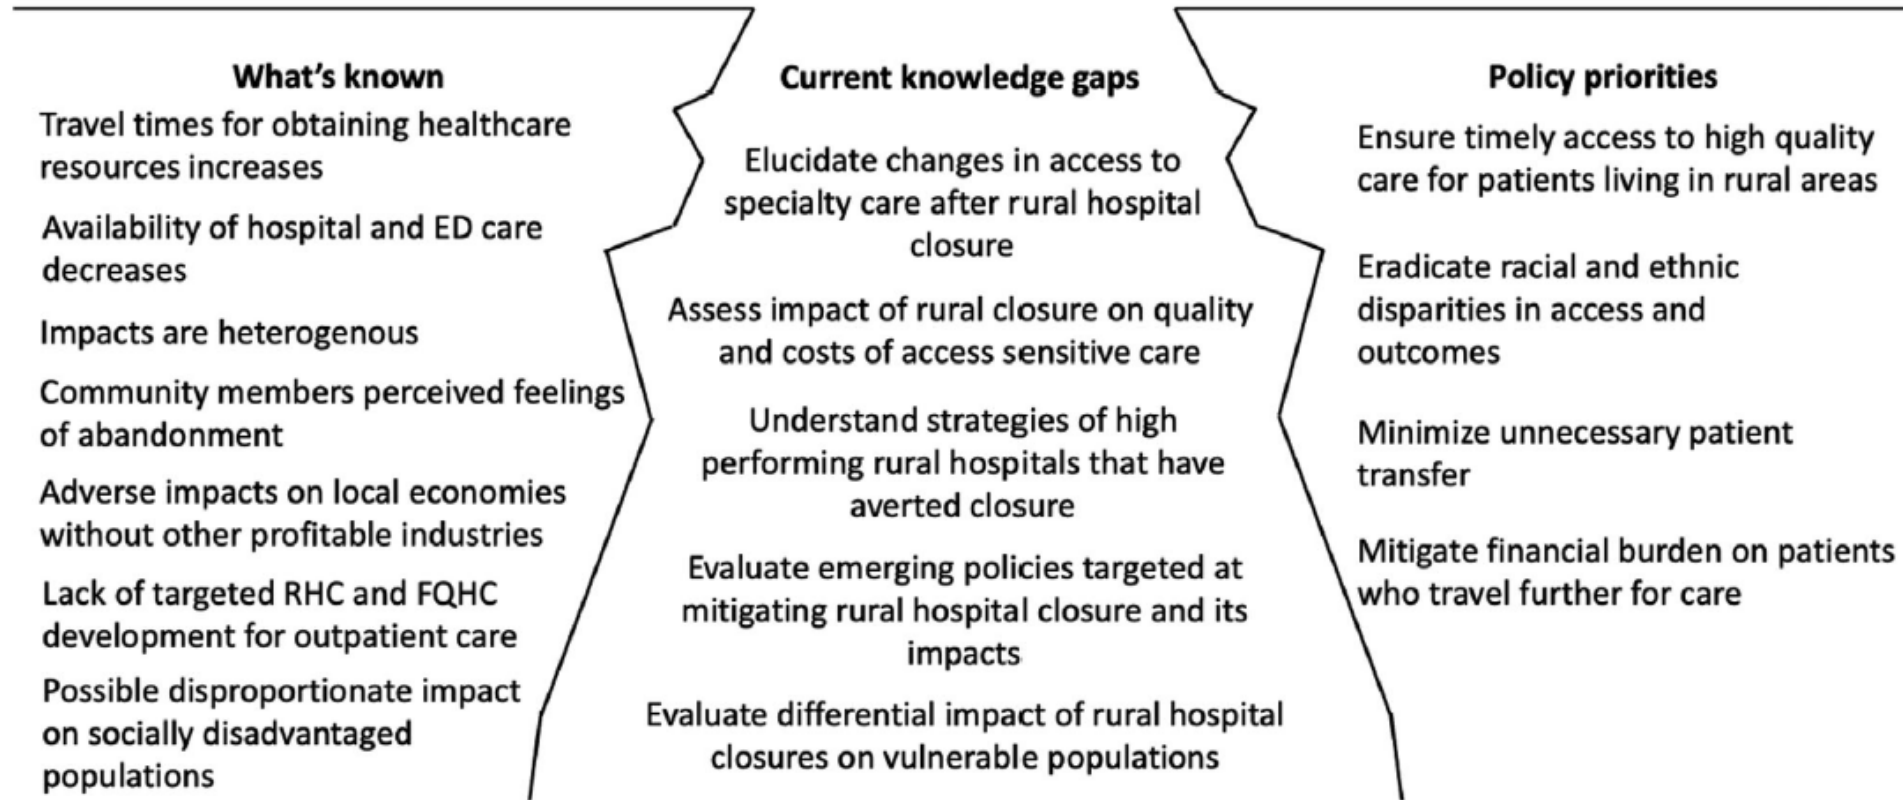 What's known
Travel times for obtaining healthcare
resources increases
Availability of hospital and ED care
decreases
Impacts are heterogenous
Community members perceived feelings
of abandonment
Adverse impacts on local economies
without other profitable industries
Lack of targeted RHC and FQHC
development for outpatient care
Possible disproportionate impact
on socially disadvantaged
populations
Current knowledge gaps
Elucidate changes in access to
specialty care after rural hospital
closure
Assess impact of rural closure on quality
and costs of access sensitive care
Understand strategies of high
performing rural hospitals that have
averted closure
Evaluate emerging policies targeted at
mitigating rural hospital closure and its
impacts
Evaluate differential impact of rural hospital
closures on vulnerable populations
Policy priorities
Ensure timely access to high quality
care for patients living in rural areas
Eradicate racial and ethnic
disparities in access and
outcomes
Minimize unnecessary patient
transfer
Mitigate financial burden on patients
who travel further for care